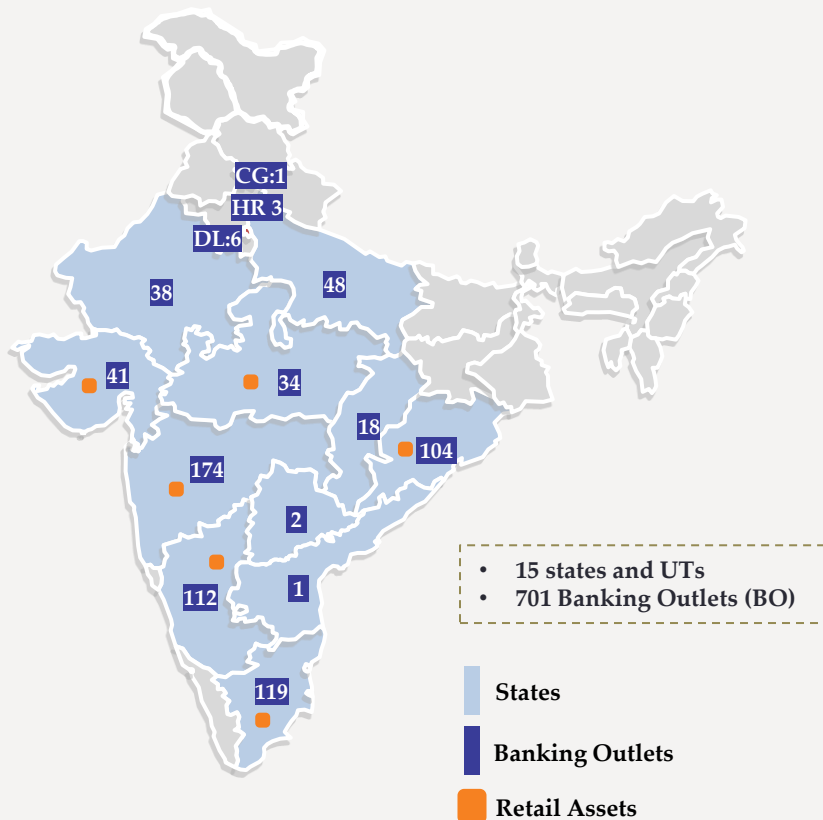 CG:1
HR 3
DL:6
38
48
41
34
18
104
174
2
1
112
119
• 15 states and UTs
• 701 Banking Outlets (BO)
States
Banking Outlets
Retail Assets